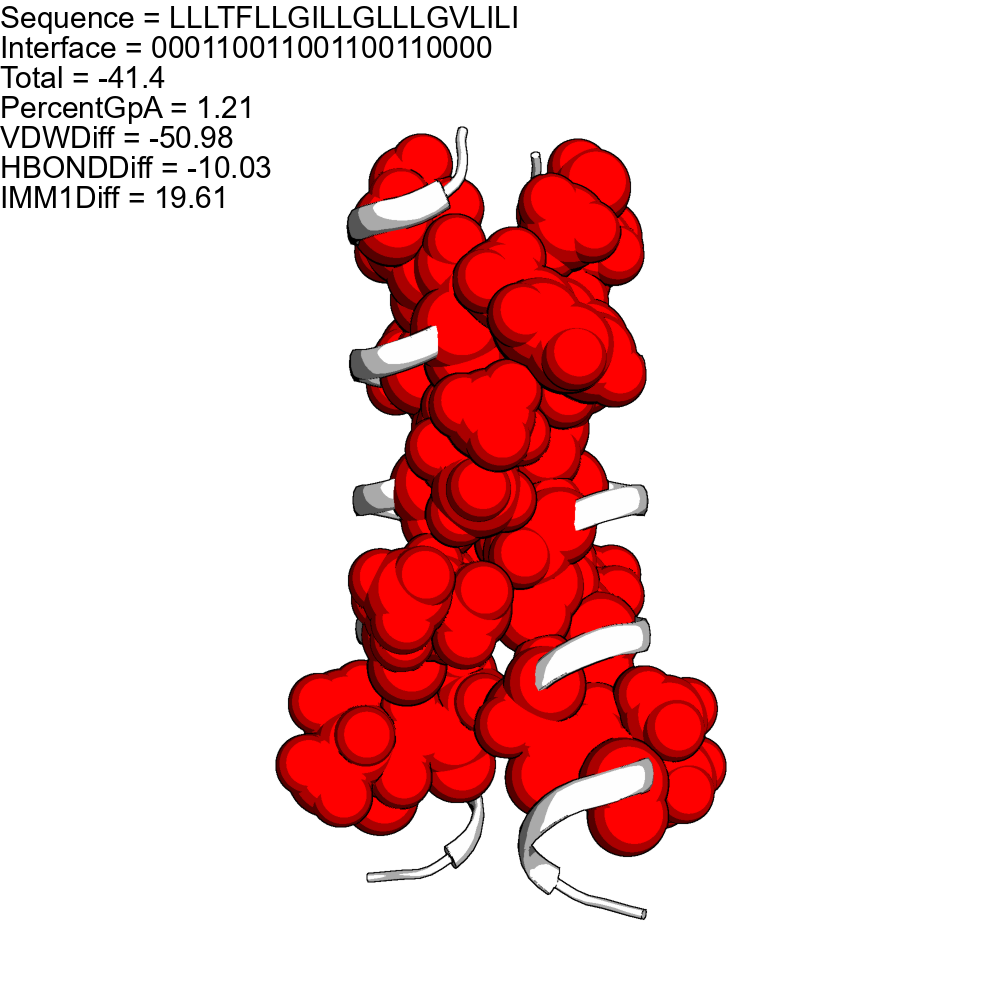 Sequence = LLLTFLLGILLGLLLGVLILI
Interface = 000110011001100110000
Total = -41.4
PercentGpA = 1.21
VDWDiff = -50.98
HBONDDiff = -10.03
IMM1Diff = 19.61